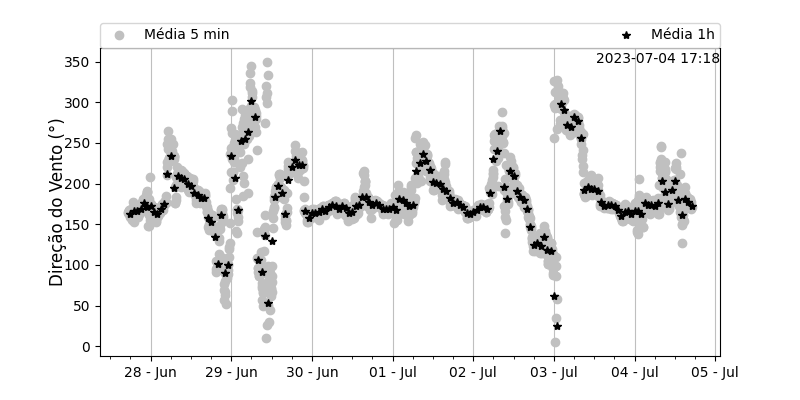 Média 5 min
Média 1h
2023-07-04 17:18
Direção do Vento (°)
350
300
250
200
150
100
50
0
28 - Jun
29 - Jun
30 - Jun
01 - Jul
02 - Jul
03 - Jul
04 - Jul
05 - Jul